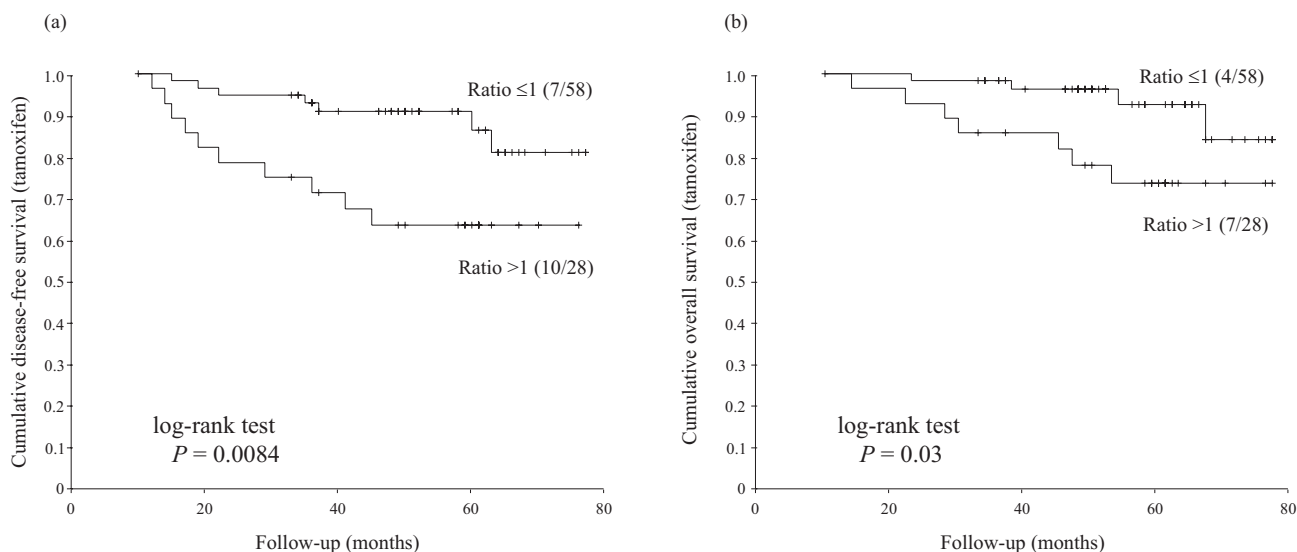 (a)
Cumulative disease-free survival (tamoxifen)
1.0
0.9
0.8
0.7
0.6
0.5
0.4
0.3
0.2
0.1
0
Ratio ≤1 (7/58)
Ratio >1 (10/28)
log-rank test
P = 0.0084
0 20 40 60 80
Follow-up (months)
(b)
Cumulative overall survival (tamoxifen)
1.0
0.9
0.8
0.7
0.6
0.5
0.4
0.3
0.2
0.1
0
Ratio ≤1 (4/58)
Ratio >1 (7/28)
log-rank test
P = 0.03
0 20 40 60 80
Follow-up (months)